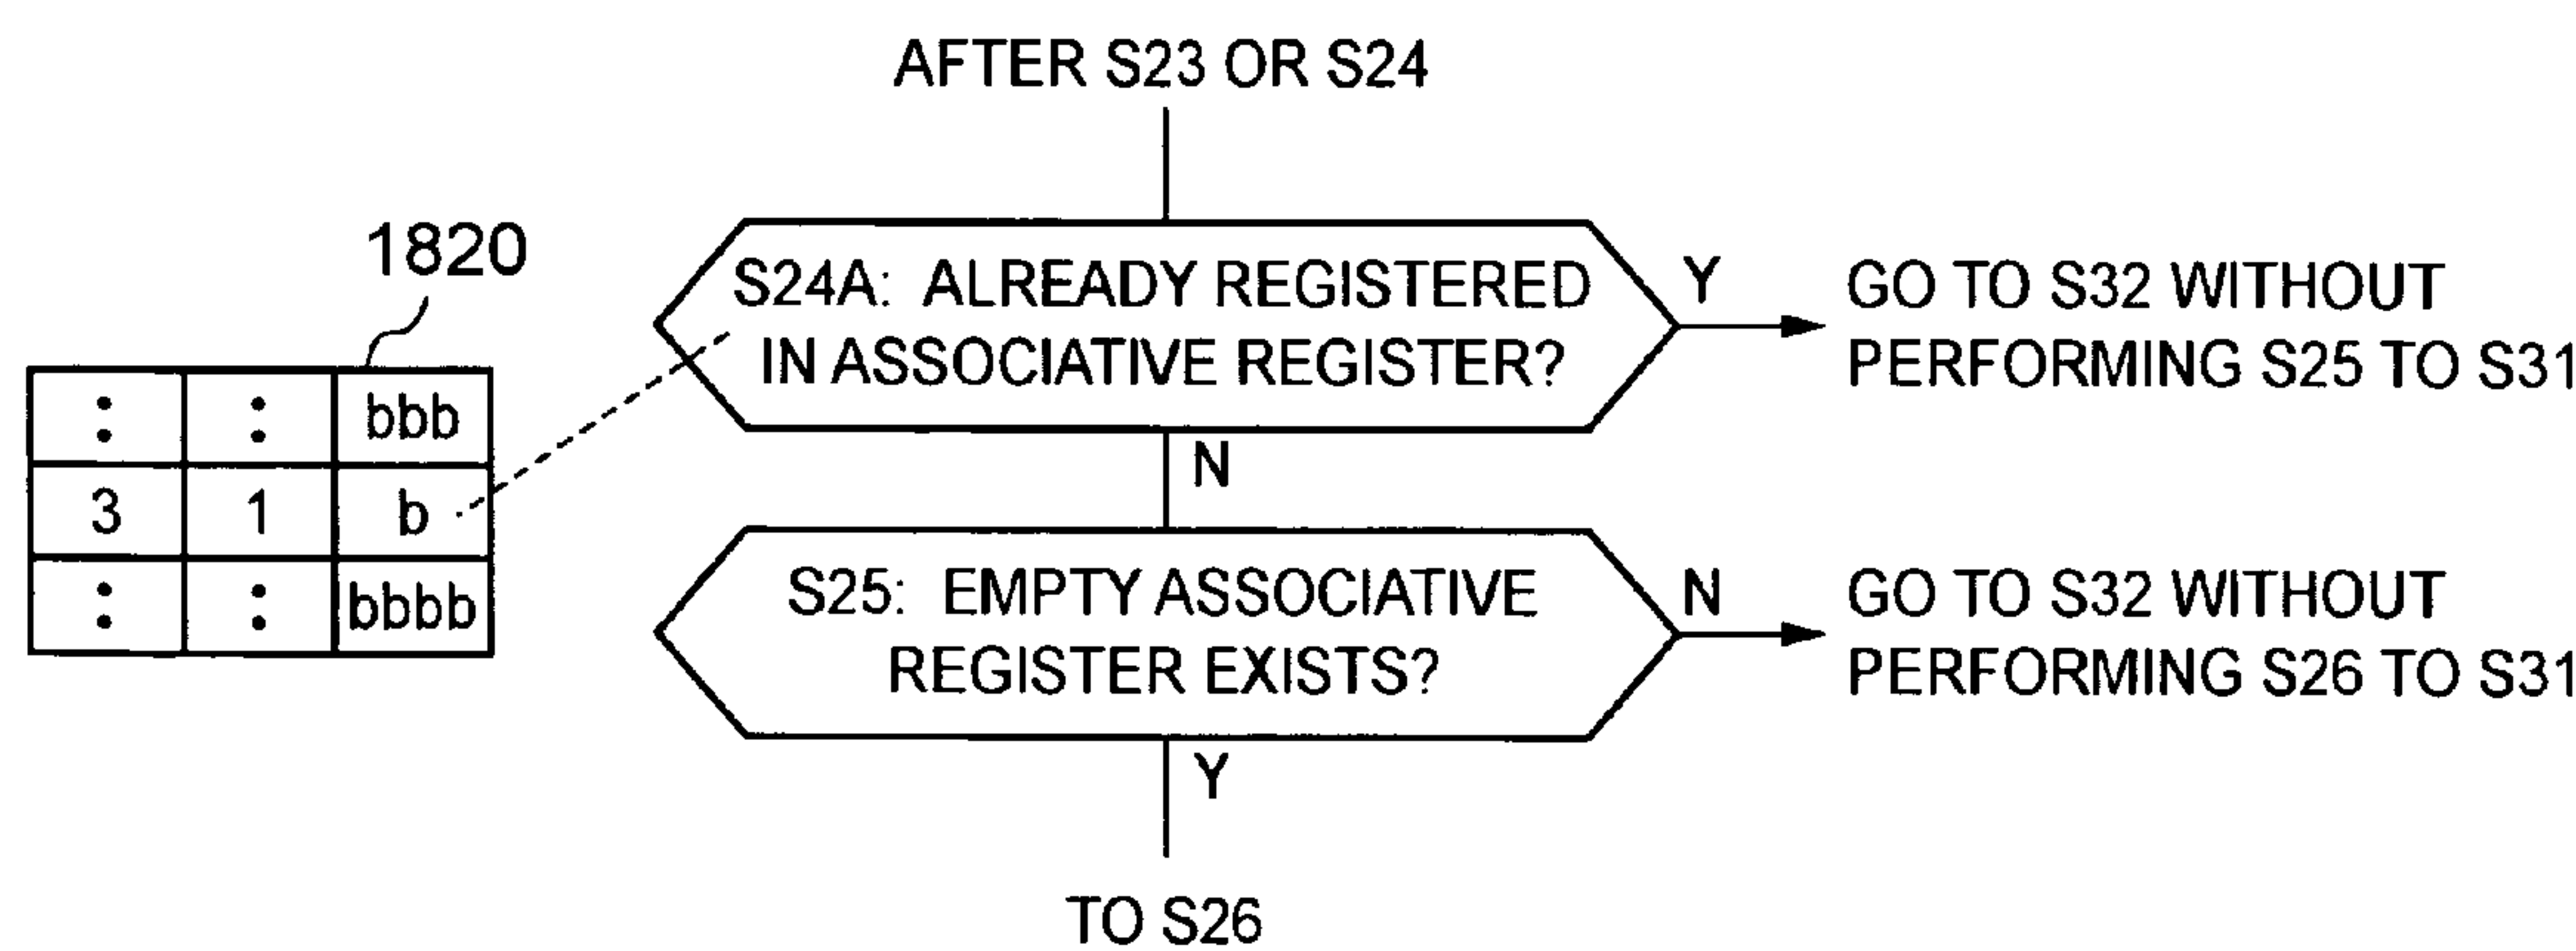 AFTER S23 OR S24
1820
S24A: ALREADY REGISTERED
IN ASSOCIATIVE REGISTER?
Y
GO TO S32 WITHOUT
PERFORMING S25 TO S31
: : bbb
3 1 b
: : bbbb
N
S25: EMPTY ASSOCIATIVE
REGISTER EXISTS?
N
GO TO S32 WITHOUT
PERFORMING S26 TO S31
Y
TO S26